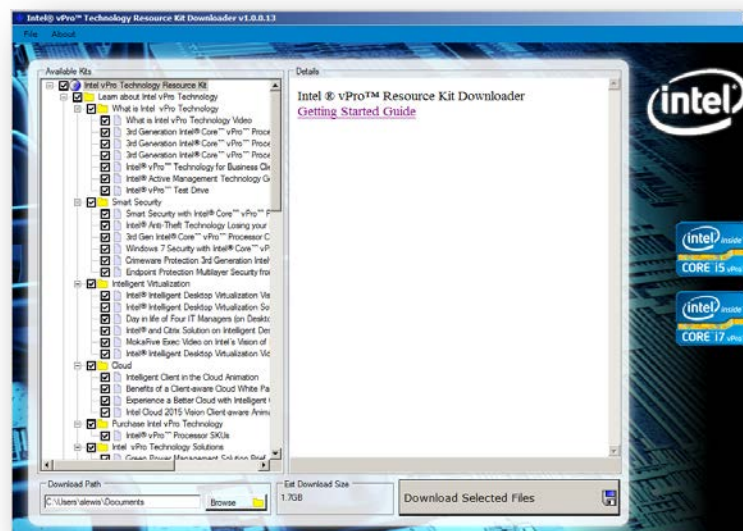 Intel® vPro™ Technology Resource Kit Downloader v1.0.0.13
File About
Available Kits
Intel vPro Technology Resource Kit
Learn about Intel vPro Technology
What is Intel vPro Technology
What is Intel vPro Technology Video
3rd Generation Intel® Core™ vPro™ Proce
3rd Generation Intel® Core™ vPro™ Proce
3rd Generation Intel® Core™ vPro™ Proce
Intel® vPro™ Technology for Business Clie
Intel® Active Management Technology G
Intel® vPro™ Test Drive
Smart Security
Smart Security with Intel® Core™ vPro™ P
Intel® Anti-Theft Technology Losing your
3rd Gen Intel® Core™ vPro™ Processor C
Windows 7 Security with Intel® Core™ vP
Crimeware Protection 3rd Generation Intel
Endpoint Protection Multilayer Security fro
Intelligent Virtualization
Intel® Intelligent Desktop Virtualization Vis
Intel® Intelligent Desktop Virtualization So
Day in life of Four IT Managers (on Deskto
Intel® and Citrix Solution on Intelligent Des
MokaFive Exec Video on Intel's Vision of
Intel® Intelligent Desktop Virtualization Vid
Cloud
Intelligent Client in the Cloud Animation
Benefits of a Client-aware Cloud White Pa
Experience a Better Cloud with Intelligent
Intel Cloud 2015 Vision Client-aware Anim
Purchase Intel vPro Technology
Intel® vPro™ Processor SKUs
Intel vPro Technology Solutions
Green Power Management Solution Brief
Details
Intel ® vPro™ Resource Kit Downloader
Getting Started Guide
intel
intel inside
CORE i5 vPro
intel inside
CORE i7 vPro
Download Path
C:\Users\alewis\Documents
Browse
Est Download Size
1.7GB
Download Selected Files